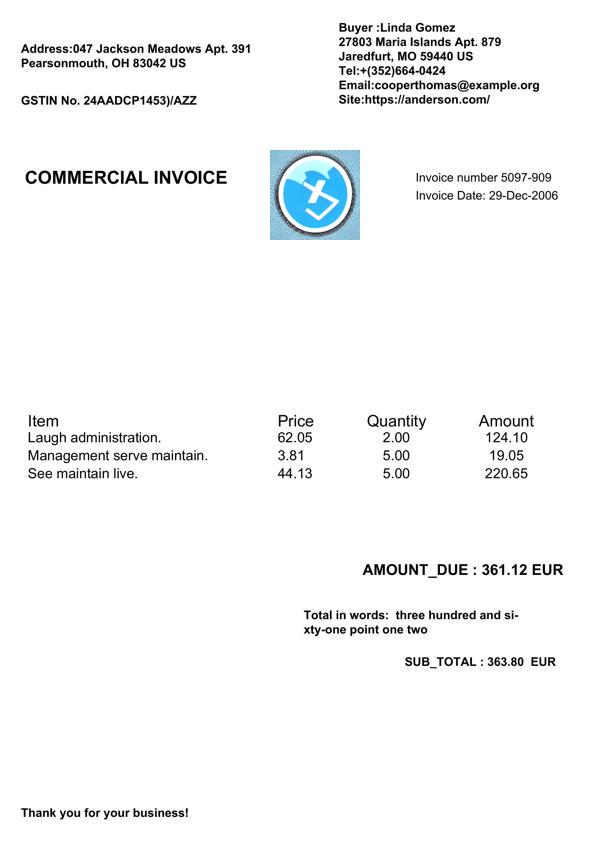 Address:047 Jackson Meadows Apt. 391
Pearsonmouth, OH 83042 US
GSTIN No. 24AADCP1453)/AZZ
Buyer :Linda Gomez
27803 Maria Islands Apt. 879
Jaredfurt, MO 59440 US
Tel:+(352)664-0424
Email:cooperthomas@example.org
Site:https://anderson.com/
COMMERCIAL INVOICE
Invoice number 5097-909
Invoice Date: 29-Dec-2006
Item Price Quantity Amount
Laugh administration. 62.05 2.00 124.10
Management serve maintain. 3.81 5.00 19.05
See maintain live. 44.13 5.00 220.65
AMOUNT_DUE : 361.12 EUR
Total in words:  three hundred and si-
xty-one point one two
SUB_TOTAL : 363.80  EUR
Thank you for your business!